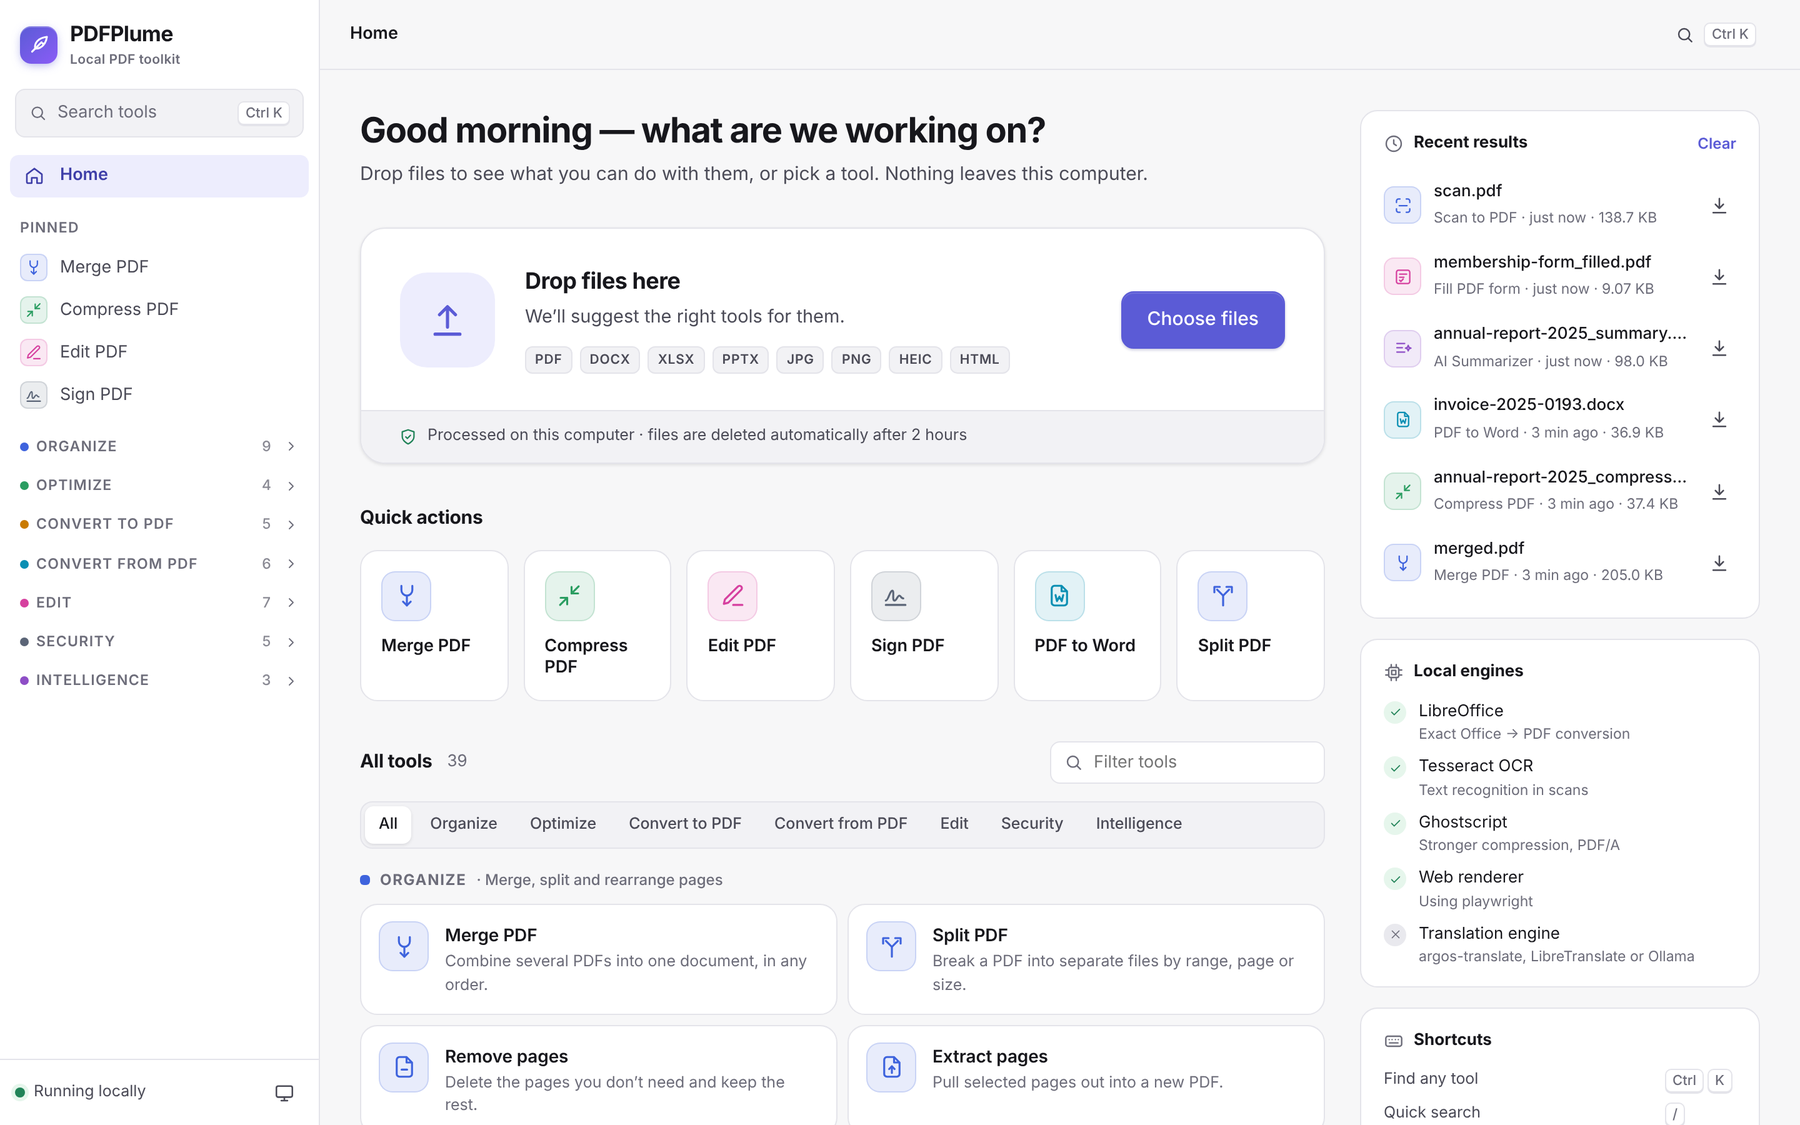 PDFPlume
Local PDF toolkit
Search tools
Ctrl K
Home
PINNED
Merge PDF
Compress PDF
Edit PDF
Sign PDF
ORGANIZE 9
OPTIMIZE 4
CONVERT TO PDF 5
CONVERT FROM PDF 6
EDIT 7
SECURITY 5
INTELLIGENCE 3
Running locally
Home
Ctrl K
Good morning — what are we working on?
Drop files to see what you can do with them, or pick a tool. Nothing leaves this computer.
Drop files here
We’ll suggest the right tools for them.
PDF DOCX XLSX PPTX JPG PNG HEIC HTML
Choose files
Processed on this computer · files are deleted automatically after 2 hours
Quick actions
Merge PDF
Compress
PDF
Edit PDF
Sign PDF
PDF to Word
Split PDF
All tools 39
Filter tools
All Organize Optimize Convert to PDF Convert from PDF Edit Security Intelligence
ORGANIZE · Merge, split and rearrange pages
Merge PDF
Combine several PDFs into one document, in any
order.
Split PDF
Break a PDF into separate files by range, page or
size.
Remove pages
Delete the pages you don’t need and keep the
rest.
Extract pages
Pull selected pages out into a new PDF.
Recent results
Clear
scan.pdf
Scan to PDF · just now · 138.7 KB
membership-form_filled.pdf
Fill PDF form · just now · 9.07 KB
annual-report-2025_summary....
AI Summarizer · just now · 98.0 KB
invoice-2025-0193.docx
PDF to Word · 3 min ago · 36.9 KB
annual-report-2025_compress...
Compress PDF · 3 min ago · 37.4 KB
merged.pdf
Merge PDF · 3 min ago · 205.0 KB
Local engines
LibreOffice
Exact Office → PDF conversion
Tesseract OCR
Text recognition in scans
Ghostscript
Stronger compression, PDF/A
Web renderer
Using playwright
Translation engine
argos-translate, LibreTranslate or Ollama
Shortcuts
Find any tool Ctrl K
Quick search /